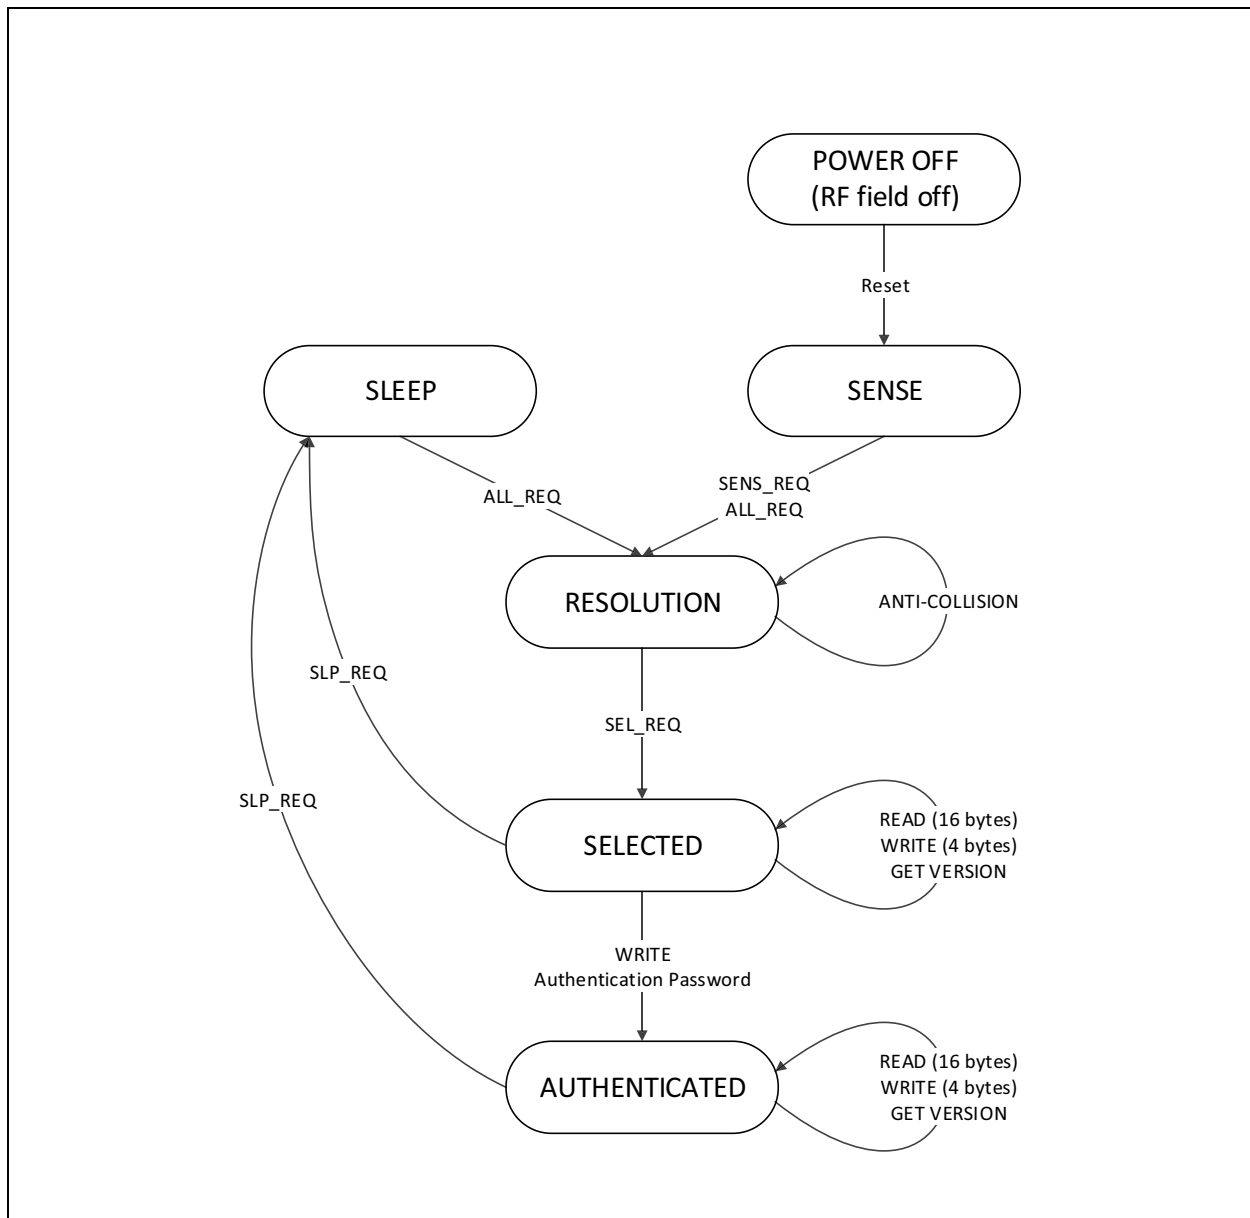 POWER OFF
(RF field off)
Reset
SLEEP
SENSE
ALL_REQ
SENS_REQ
ALL_REQ
RESOLUTION
ANTI-COLLISION
SLP_REQ
SEL_REQ
SLP_REQ
SELECTED
READ (16 bytes)
WRITE (4 bytes)
GET VERSION
WRITE
Authentication Password
AUTHENTICATED
READ (16 bytes)
WRITE (4 bytes)
GET VERSION